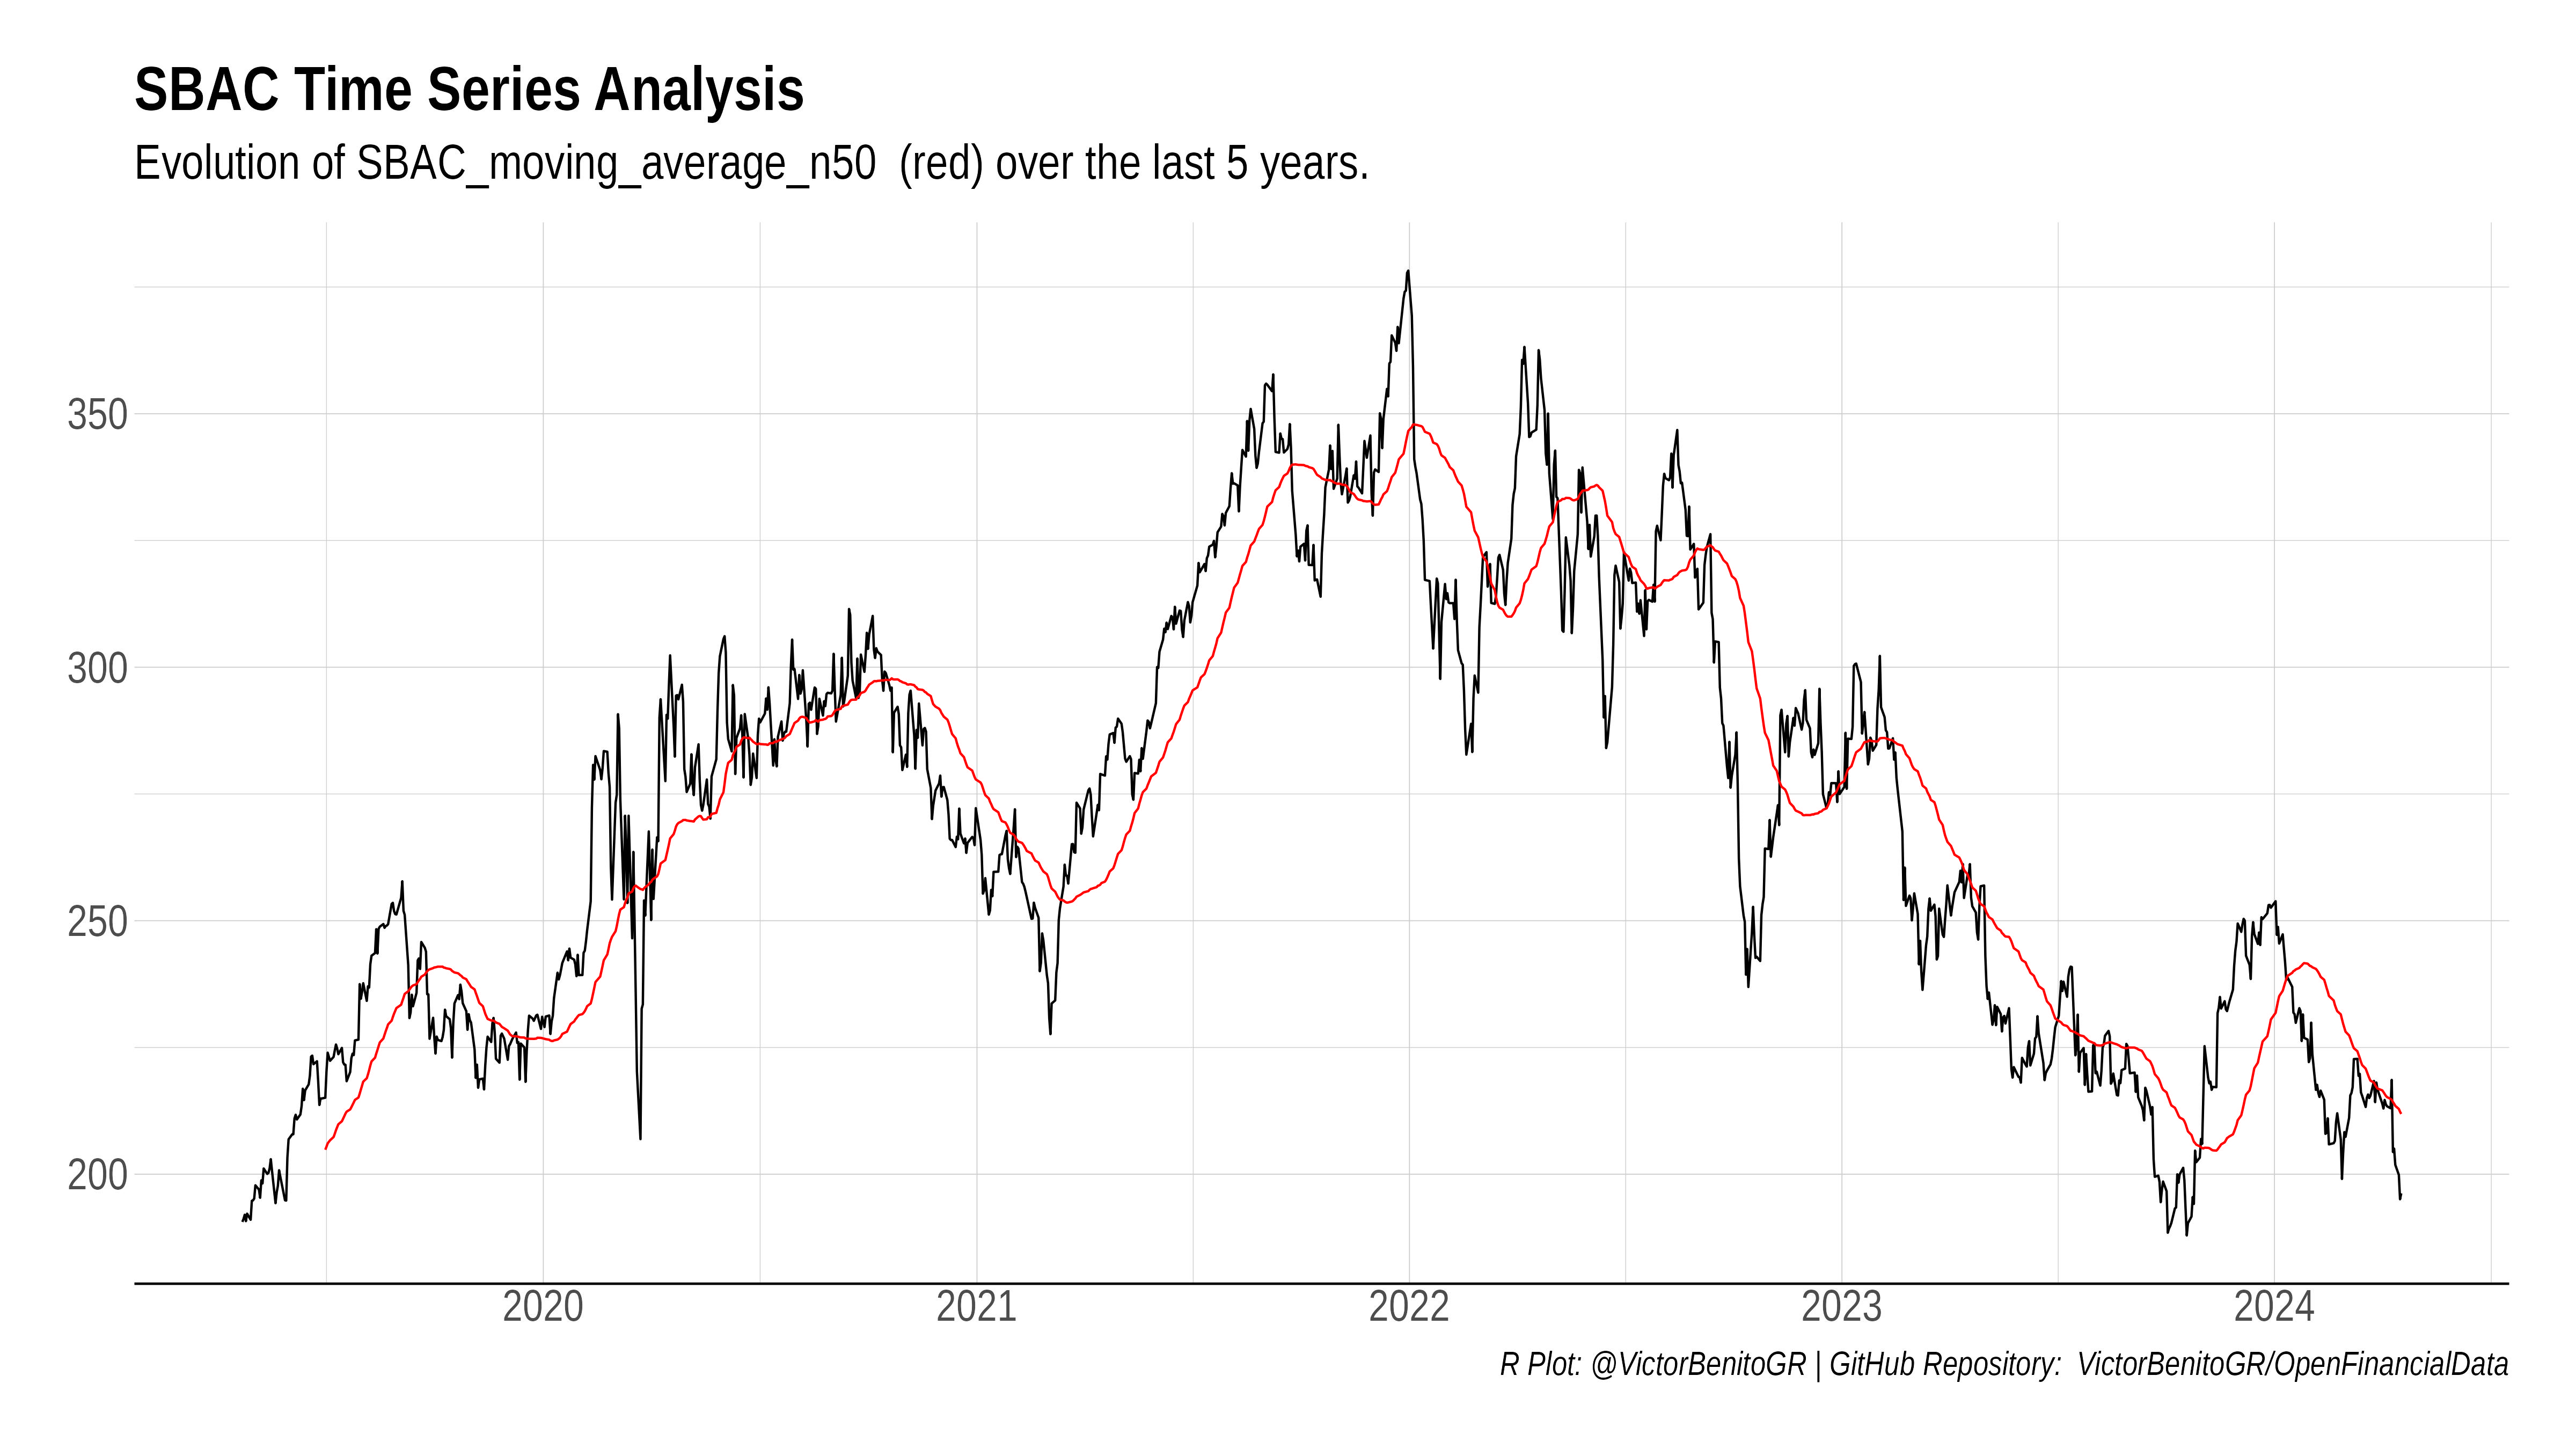 SBAC Time Series Analysis
Evolution of SBAC_moving_average_n50  (red) over the last 5 years.
350
300
250
200
2020 2021 2022 2023 2024
R Plot: @VictorBenitoGR | GitHub Repository:  VictorBenitoGR/OpenFinancialData